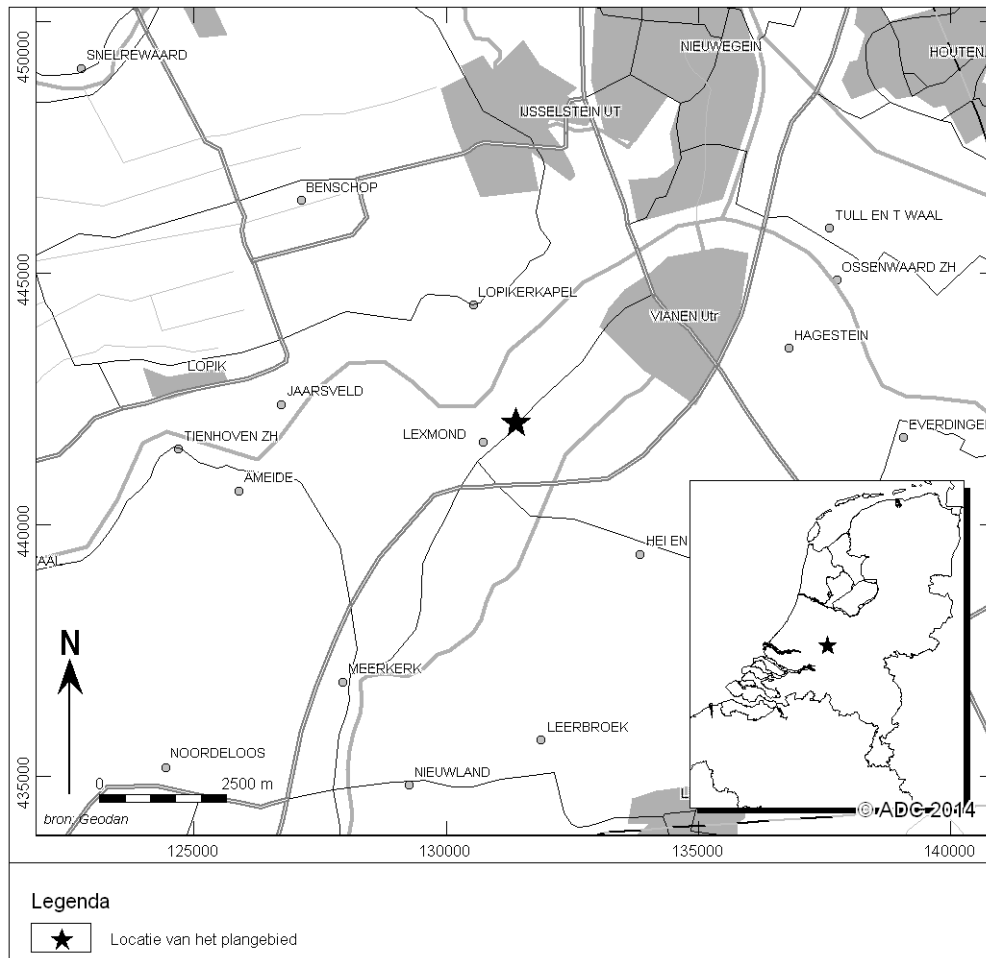 450000
SNELREWAARD
NIEUWEGEIN
HOUTEN
IJSSELSTEIN UT
BENSCHOP
TULL EN T WAAL
445000
OSSENWAARD ZH
LOPIKERKAPEL
VIANEN Utr
HAGESTEIN
LOPIK
JAARSVELD
LEXMOND
EVERDINGEN
TIENHOVEN ZH
AMEIDE
440000
HEI EN
N
MEERKERK
LEERBROEK
NOORDELOOS
NIEUWLAND
435000
0 2500 m
bron: Geodan
© ADC 2014
125000 130000 135000 140000
Legenda
Locatie van het plangebied